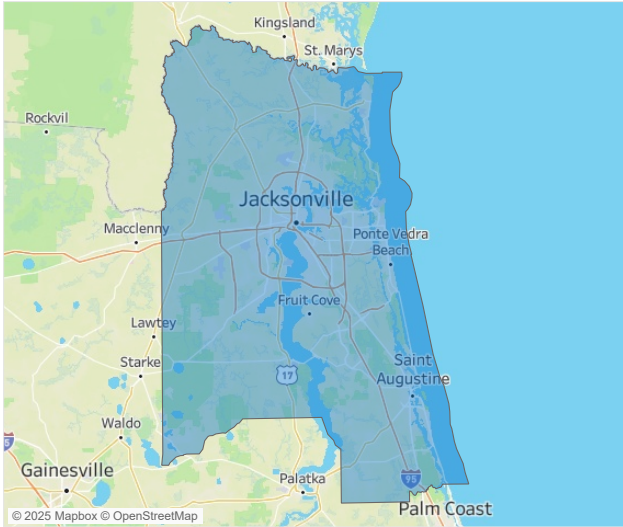 Kingsland
St. Marys
Rockvil
Jacksonville
Macclenny
Ponte Vedra
Beach
Fruit Cove
Lawtey
Starke
17
Saint
Augustine
Waldo
5
Gainesville
Palatka
95
Palm Coast
© 2025 Mapbox © OpenStreetMap